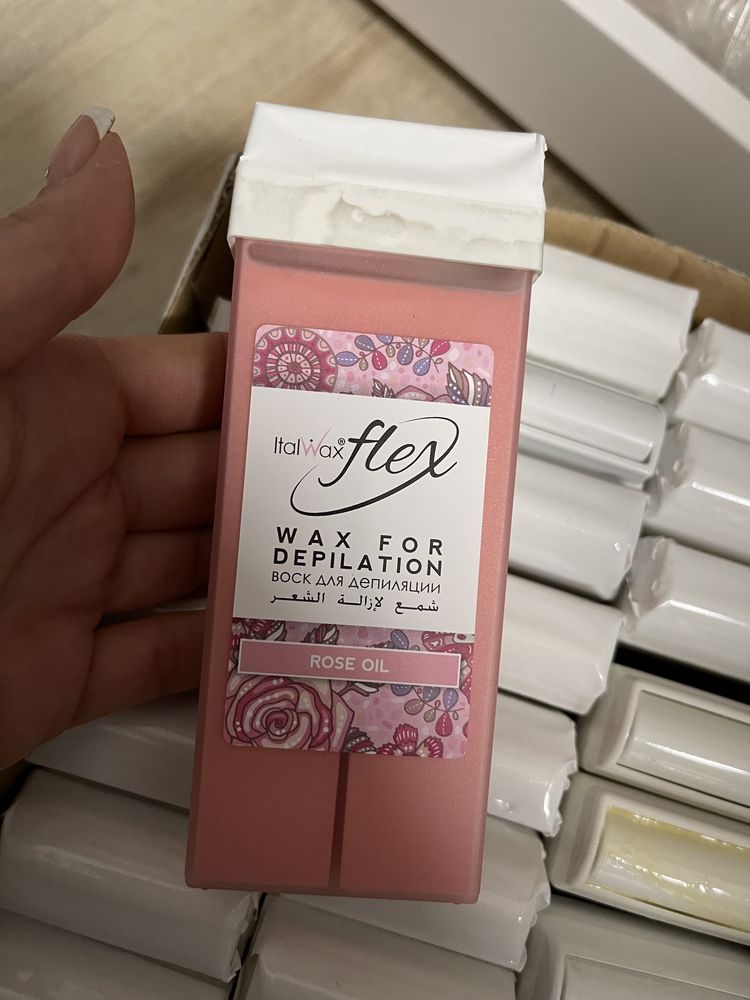 ItalWax® flex
WAX FOR
DEPILATION
ВОСК ДЛЯ ДЕПИЛЯЦИИ
شمع لإزالة الشعر
ROSE OIL